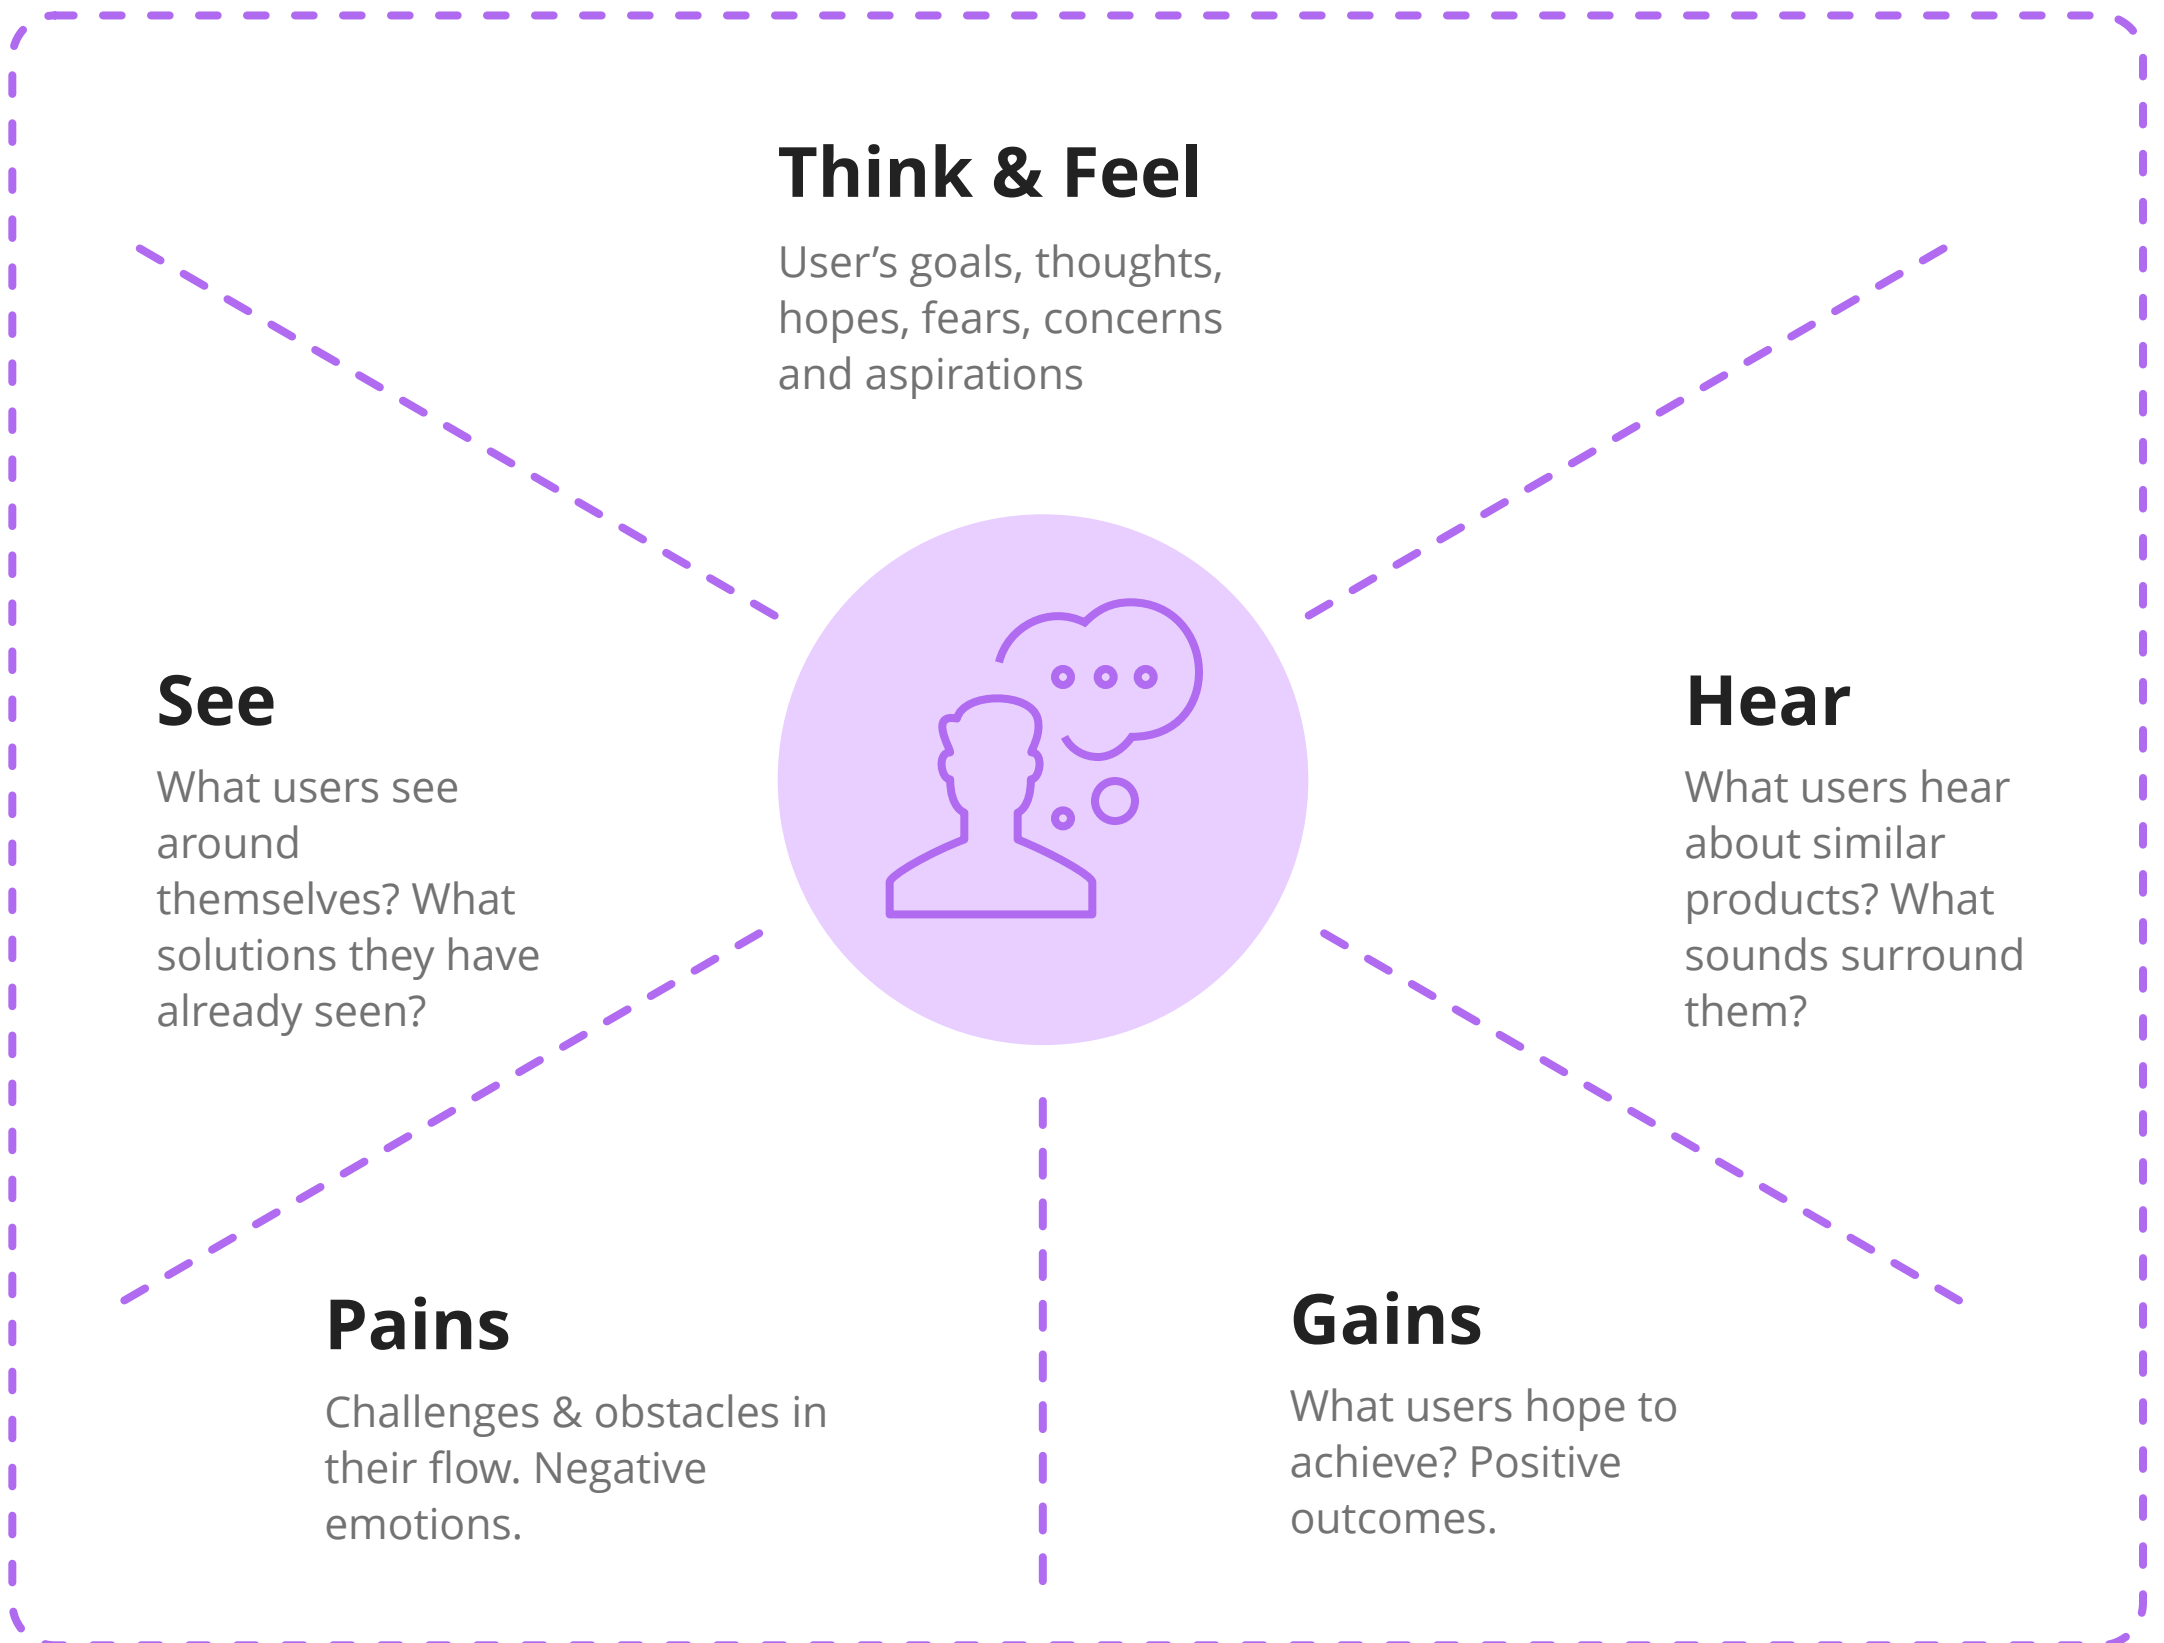 Think & Feel
User’s goals, thoughts,
hopes, fears, concerns
and aspirations
See
What users see
around
themselves? What
solutions they have
already seen?
Hear
What users hear
about similar
products? What
sounds surround
them?
Pains
Challenges & obstacles in
their flow. Negative
emotions.
Gains
What users hope to
achieve? Positive
outcomes.